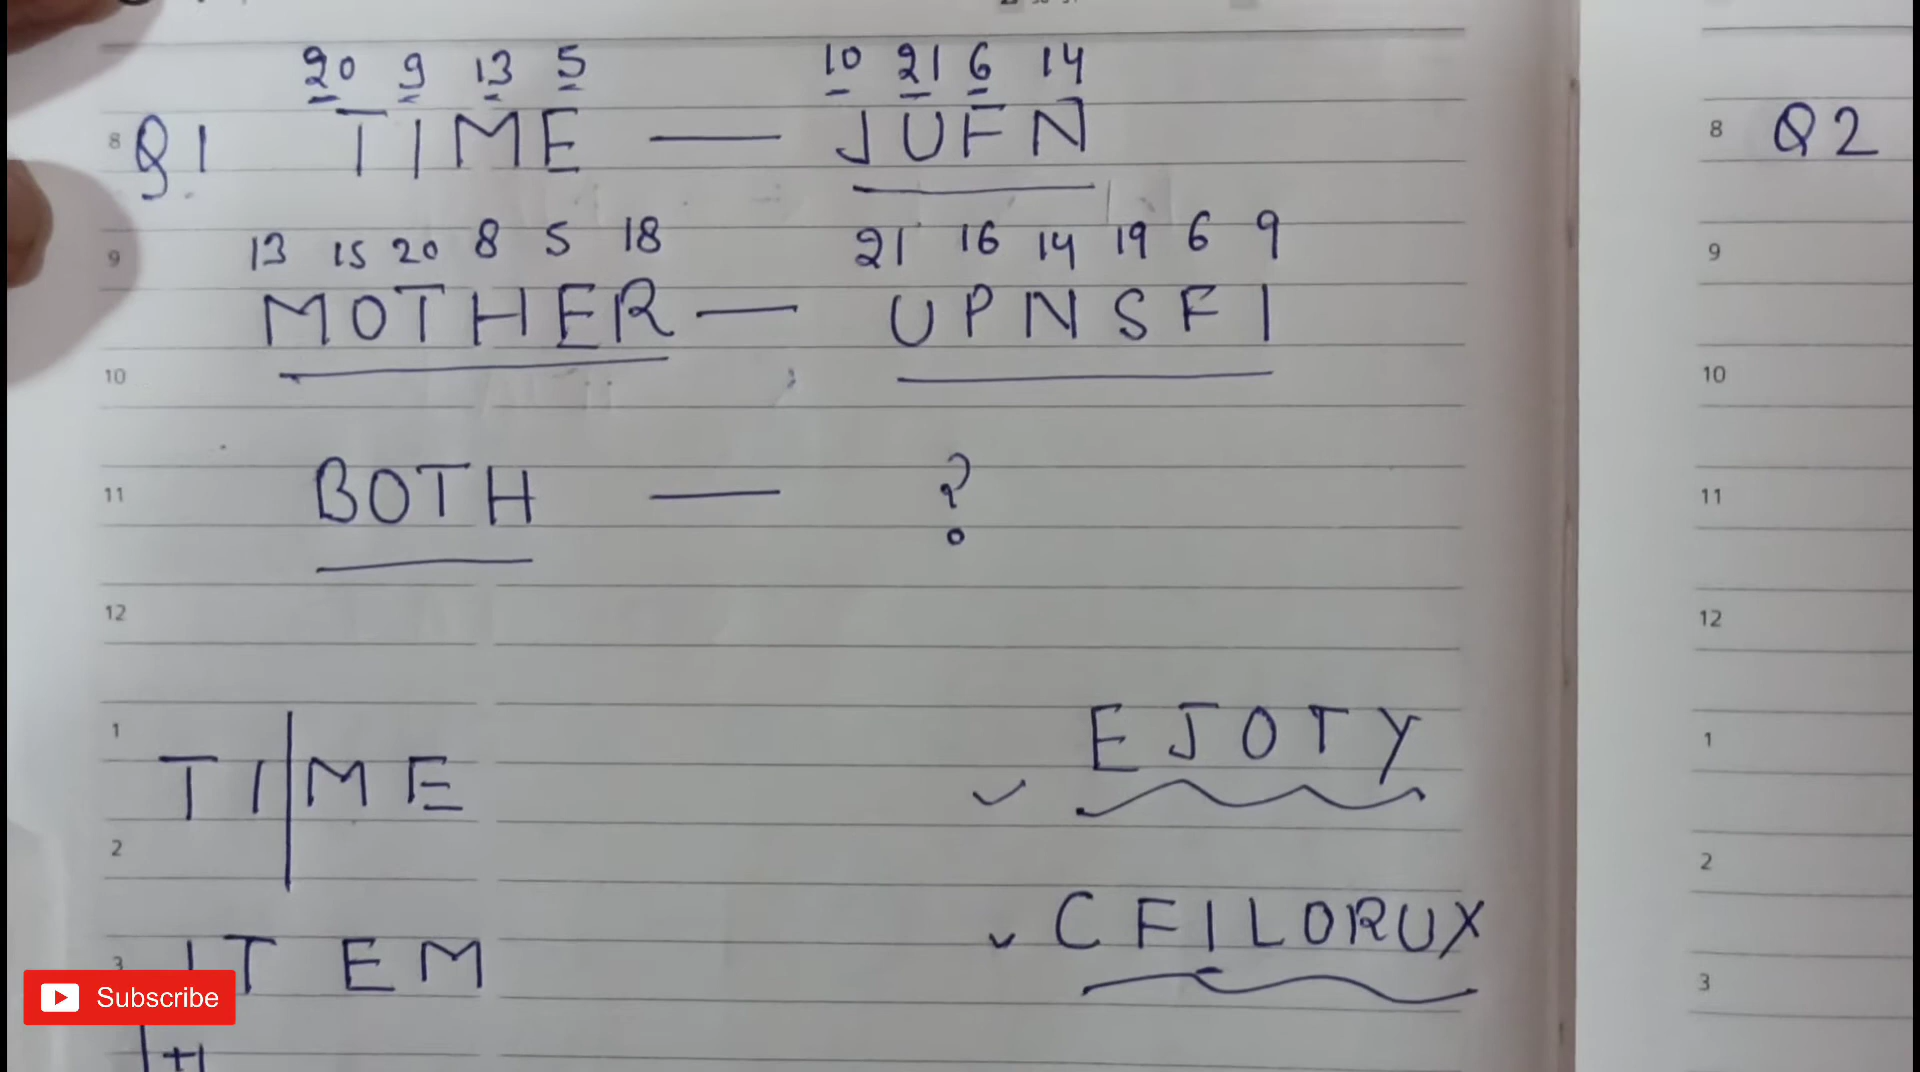 20 9 13 5 10 21 6 14
8 Q1 TIME — JUFN
13 15 20 8 5 18 21 16 14 19 6 9
9 MOTHER — UPNSFI
10
11 BOTH — ?
12
EJOTY
1 TI|ME
2
CFILORUX
3 ITEM
Subscribe
+1
8 Q2
9
10
11
12
1
2
3